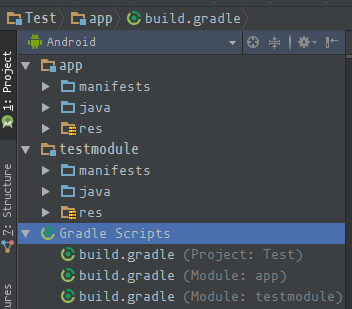 Test app build.gradle
Android
1: Project
app
manifests
java
res
testmodule
manifests
java
res
7: Structure
Gradle Scripts
build.gradle (Project: Test)
build.gradle (Module: app)
build.gradle (Module: testmodule)